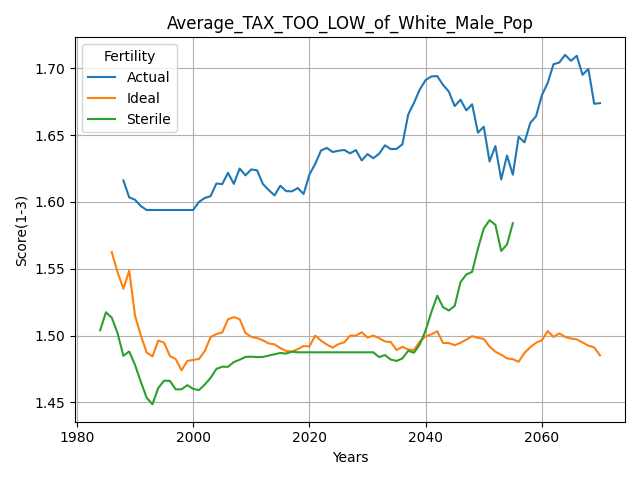 Average_TAX_TOO_LOW_of_White_Male_Pop
Fertility
Actual
Ideal
Sterile
Score(1-3)
1.70
1.65
1.60
1.55
1.50
1.45
1980
2000
2020
2040
2060
Years